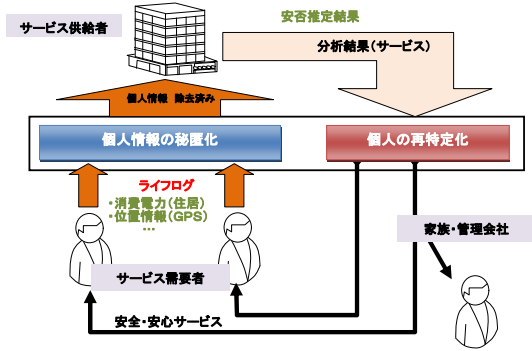 サービス供給者
安否推定結果
分析結果(サービス)
個人情報 除去済み
個人情報の秘匿化
個人の再特定化
ライフログ
・消費電力(住居)
・位置情報(GPS)
…
家族・管理会社
サービス需要者
安全・安心サービス